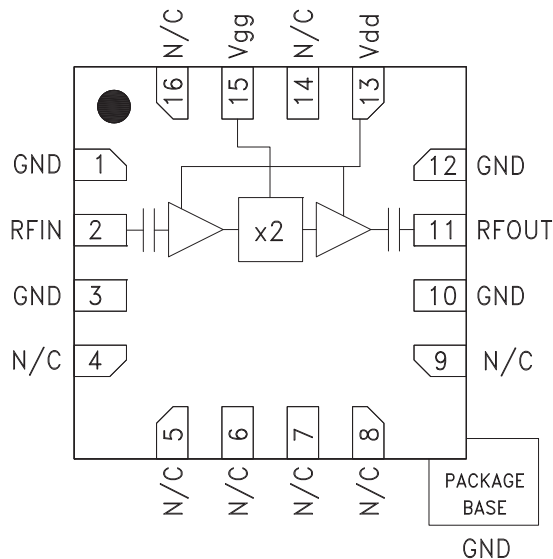 N/C Vgg N/C Vdd
16 15 14 13
GND 1 12 GND
RFIN 2 x2 11 RFOUT
GND 3 10 GND
N/C 4 9 N/C
5 6 7 8
N/C N/C N/C N/C
PACKAGE
BASE
GND